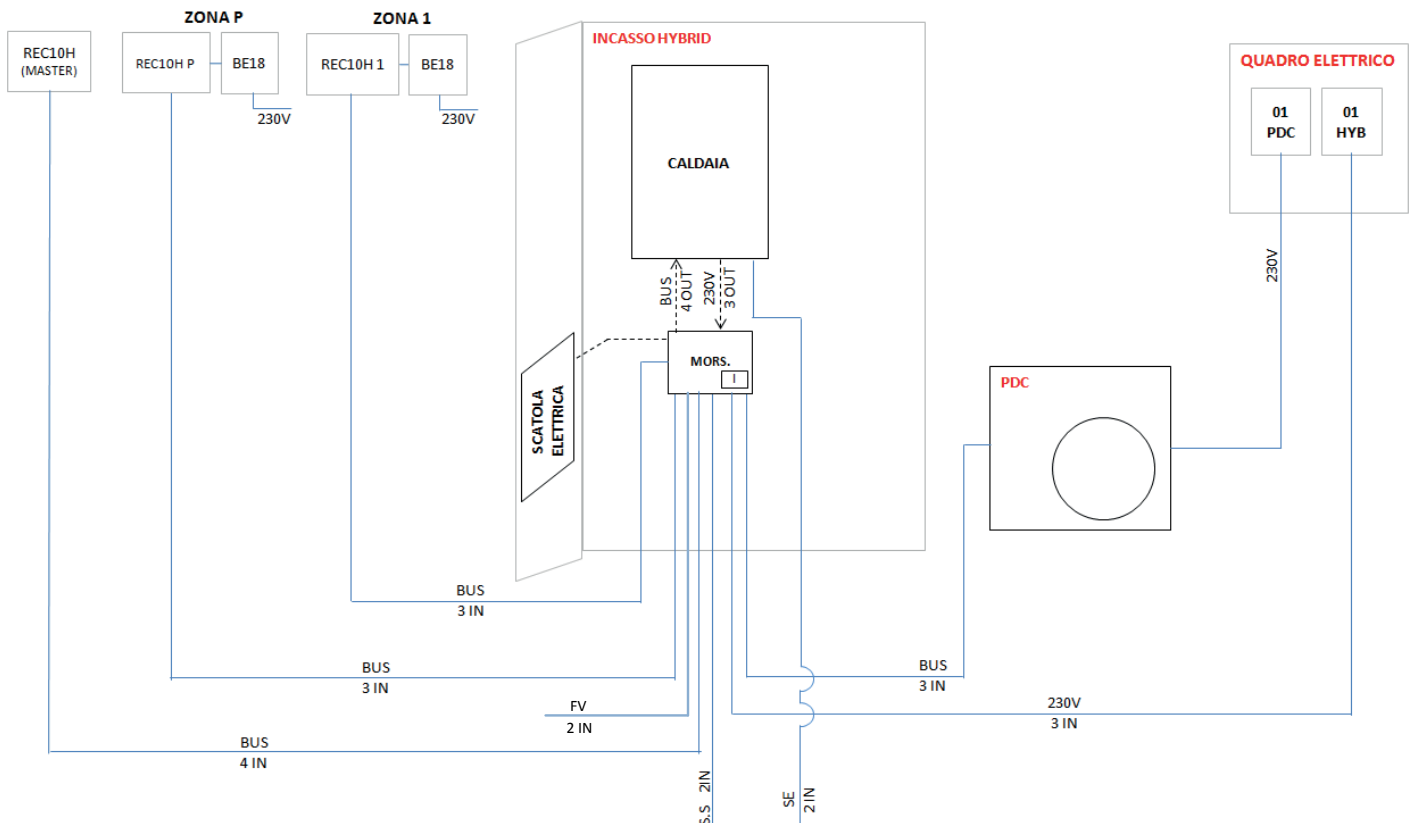 ZONA P
ZONA 1
REC10H
(MASTER)
REC10H P
BE18
230V
REC10H 1
BE18
230V
INCASSO HYBRID
CALDAIA
QUADRO ELETTRICO
01
PDC
01
HYB
BUS
4 OUT
230V
3 OUT
MORS.
I
SCATOLA
ELETTRICA
230V
PDC
BUS
3 IN
BUS
3 IN
BUS
3 IN
FV
2 IN
230V
3 IN
BUS
4 IN
S.S 2IN
SE
2 IN